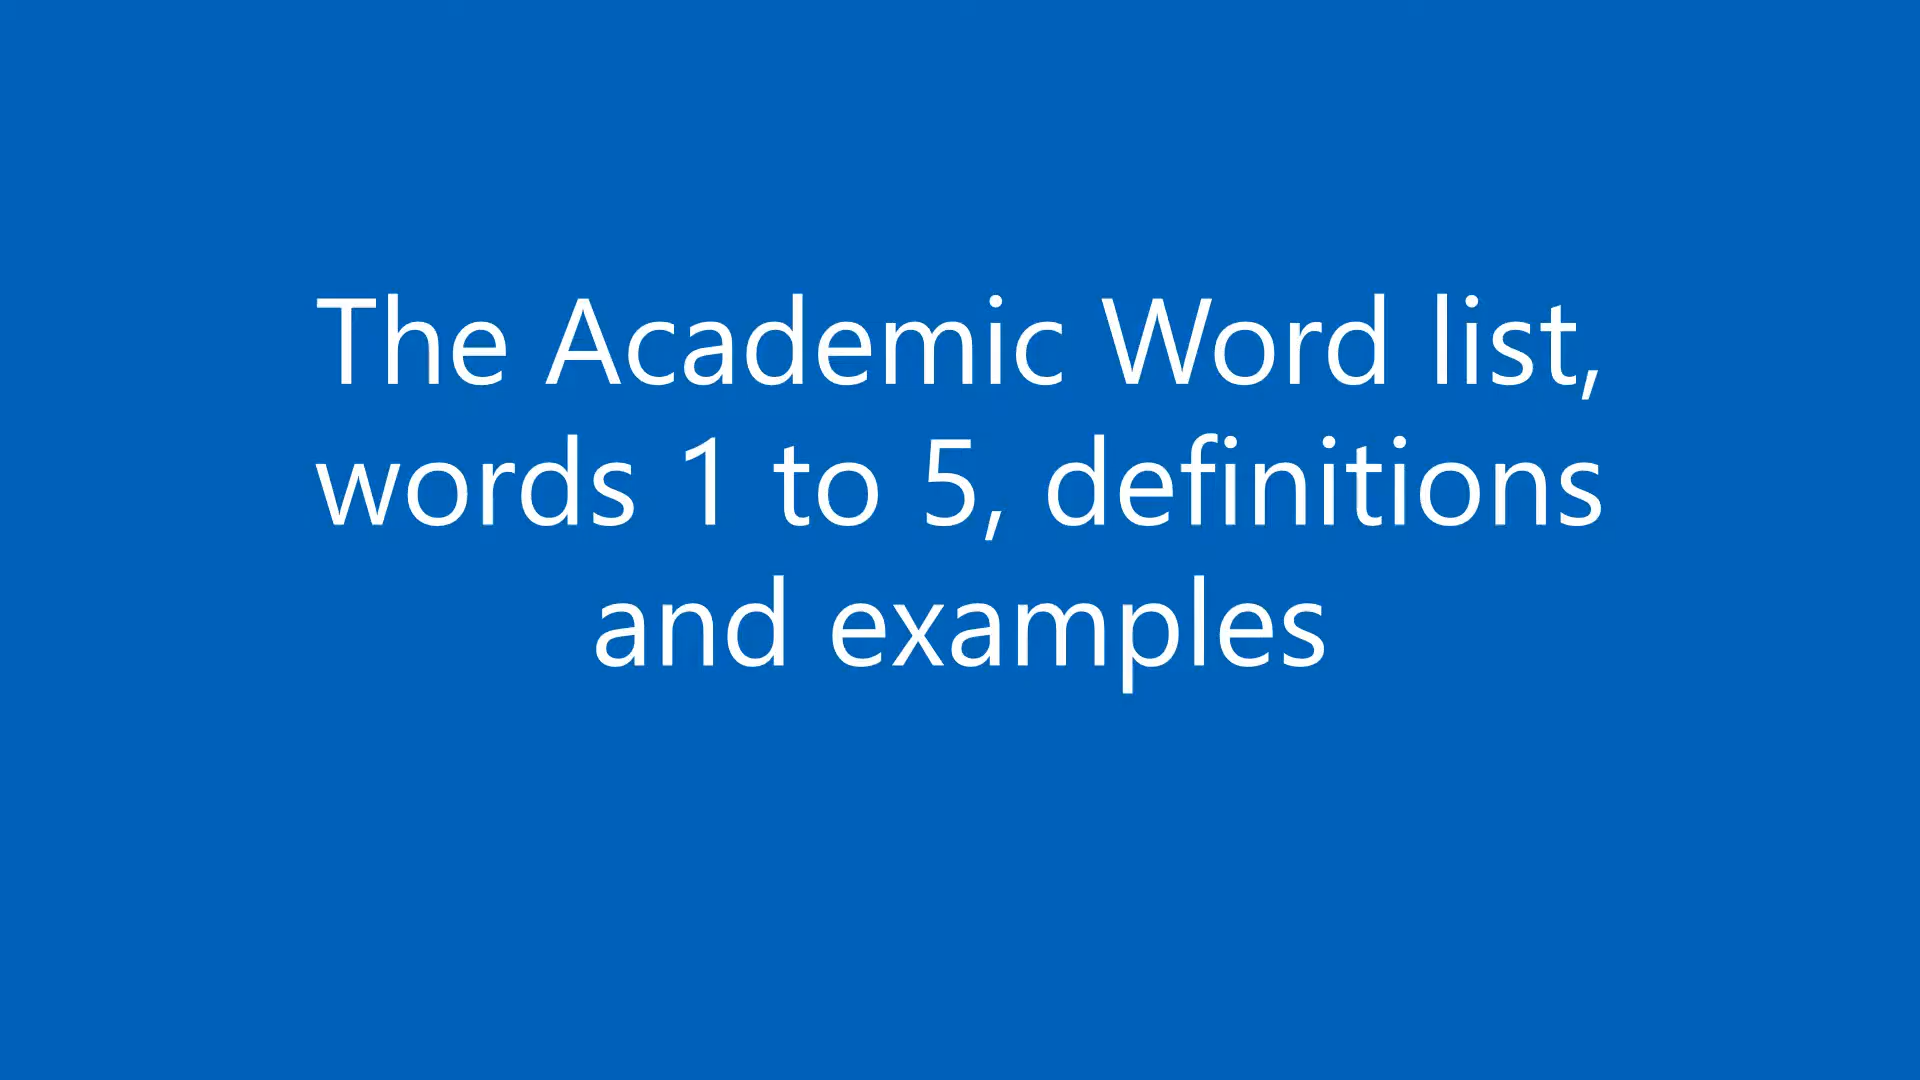 The Academic Word list,
words 1 to 5, definitions
and examples